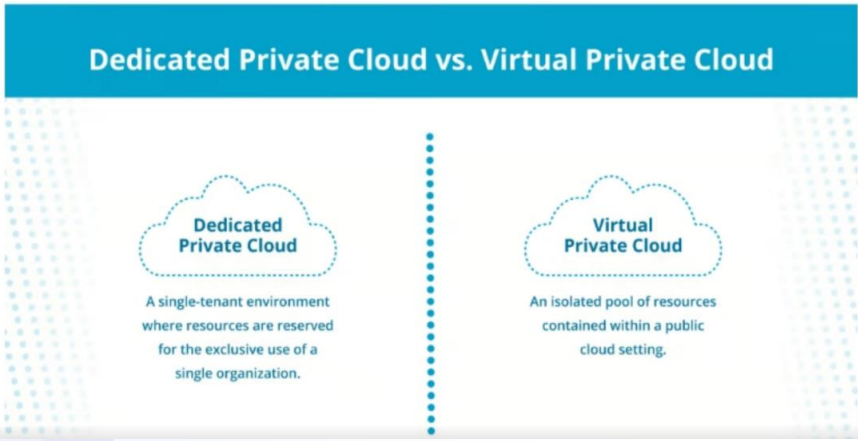 Dedicated Private Cloud vs. Virtual Private Cloud
Dedicated
Private Cloud
A single-tenant environment
where resources are reserved
for the exclusive use of a
single organization.
Virtual
Private Cloud
An isolated pool of resources
contained within a public
cloud setting.